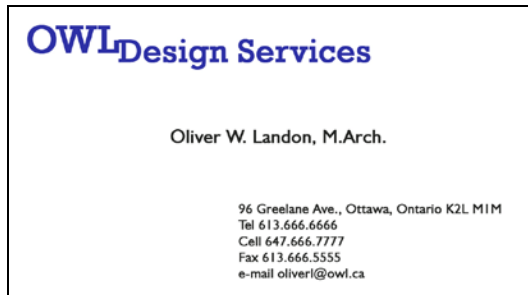 OWLDesign Services
Oliver W. Landon, M.Arch.
96 Greelane Ave., Ottawa, Ontario K2L M1M
Tel 613.666.6666
Cell 647.666.7777
Fax 613.666.5555
e-mail oliverl@owl.ca